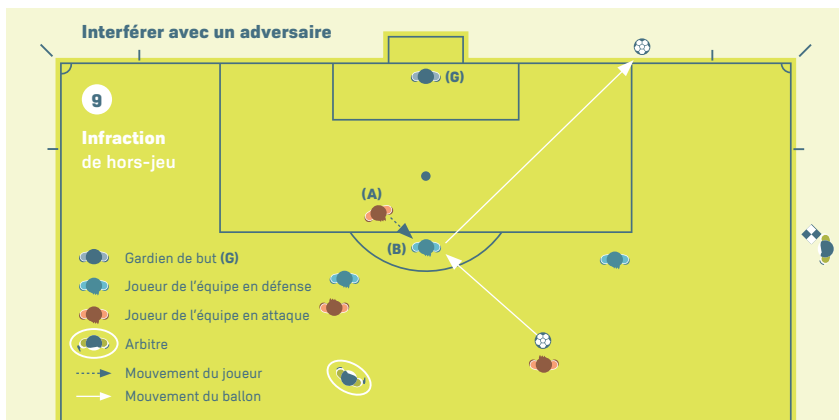 Interférer avec un adversaire
(G)
9
Infraction
de hors-jeu
(A)
(B)
Gardien de but (G)
Joueur de l'équipe en défense
Joueur de l'équipe en attaque
Arbitre
Mouvement du joueur
Mouvement du ballon